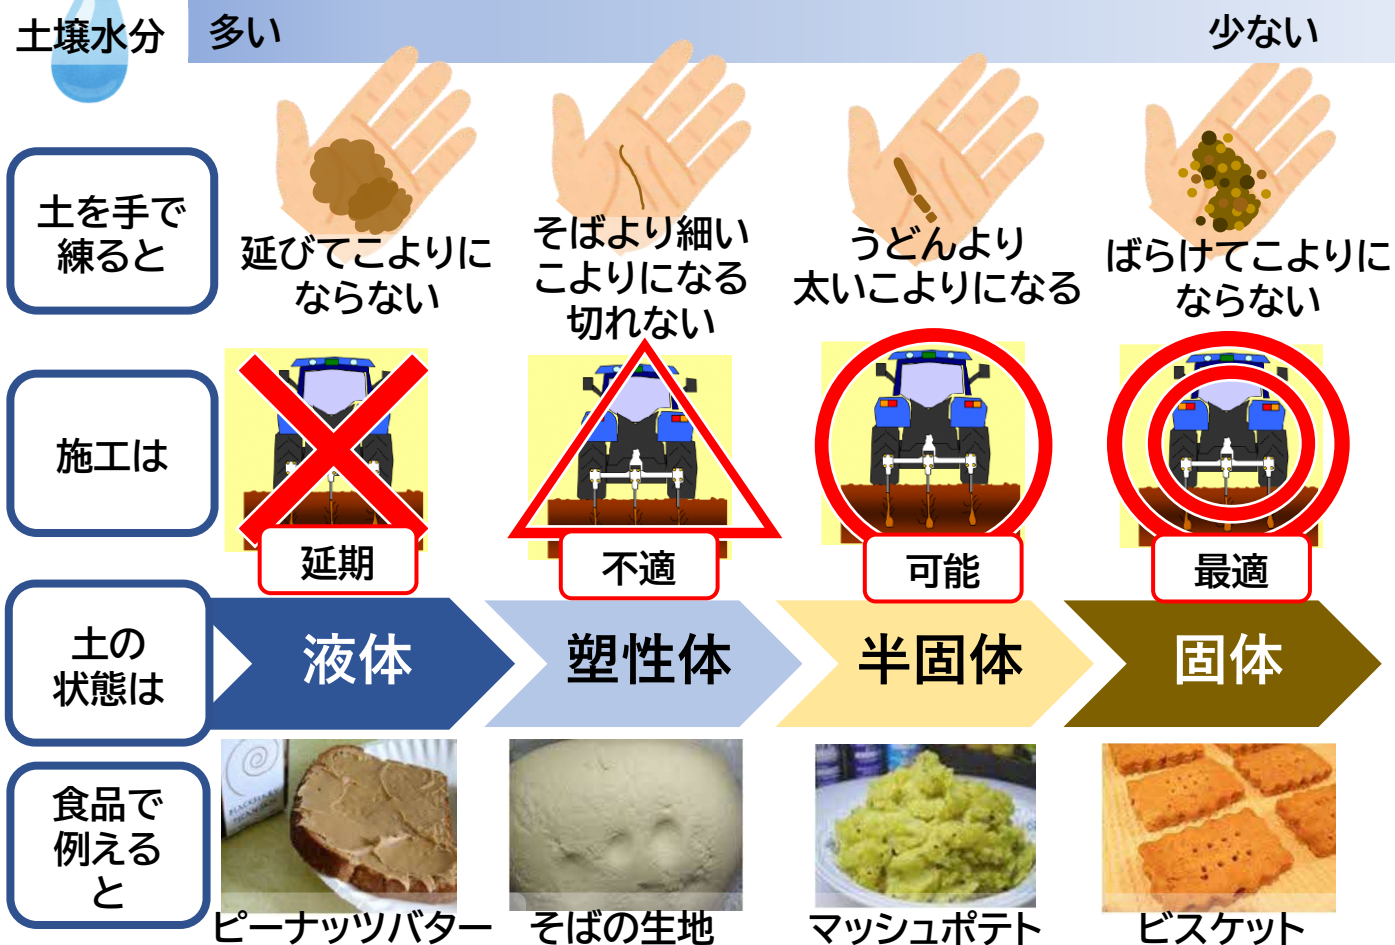 土壌水分
多い
少ない
土を手で
練ると
延びてこよりに
ならない
そばより細い
こよりになる
切れない
うどんより
太いこよりになる
ばらけてこよりに
ならない
施工は
延期
不適
可能
最適
土の
状態は
液体
塑性体
半固体
固体
食品で
例える
と
ピーナッツバター
そばの生地
マッシュポテト
ビスケット